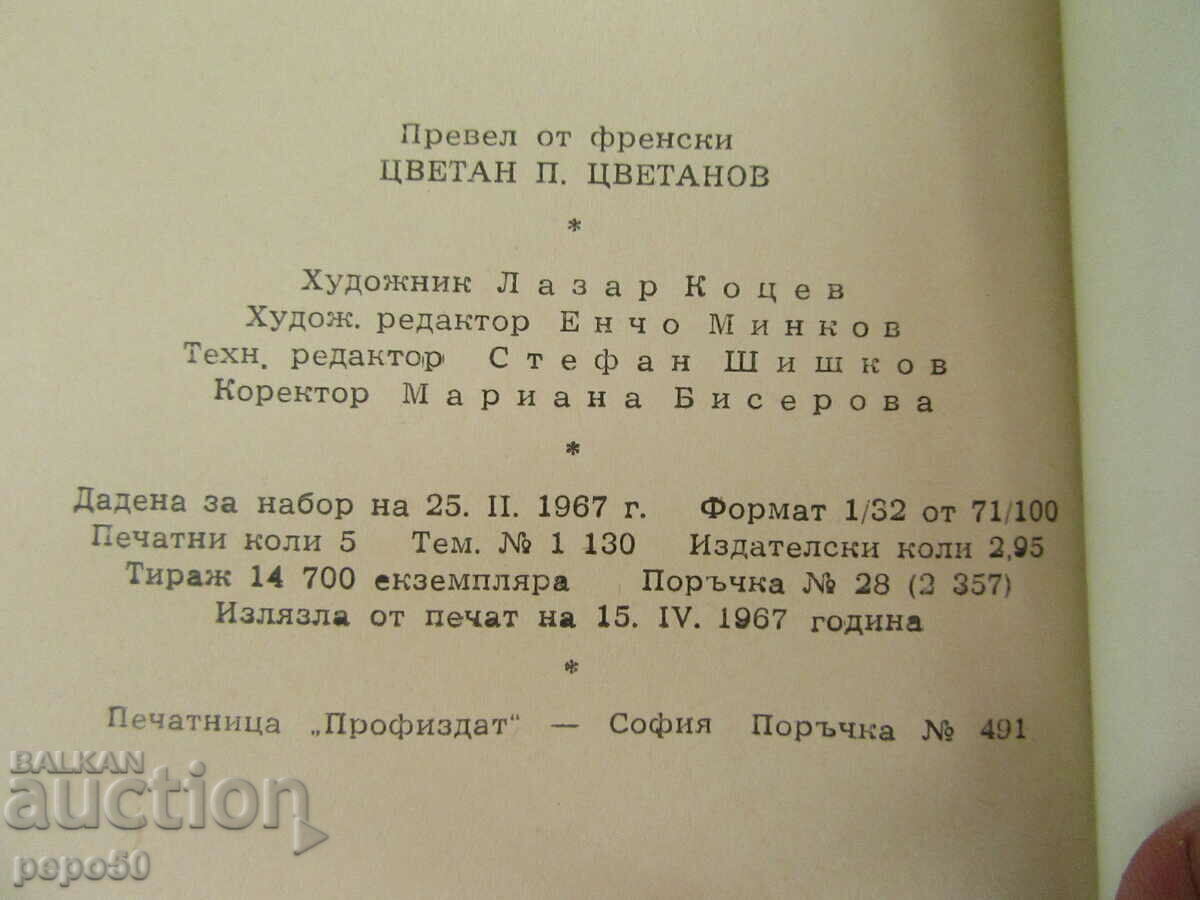 Превел от френски
ЦВЕТАН П. ЦВЕТАНОВ
*
Художник Лазар Коцев
Худож. редактор Енчо Минков
Техн. редактор Стефан Шишков
Коректор Мариана Бисерова
*
Дадена за набор на 25. II. 1967 г. Формат 1/32 от 71/100
Печатни коли 5 Тем. № 1 130 Издателски коли 2,95
Тираж 14 700 екземпляра Поръчка № 28 (2 357)
Излязла от печат на 15. IV. 1967 година
*
Печатница „Профиздат“ — София Поръчка № 491
BALKAN
auction
pepo50